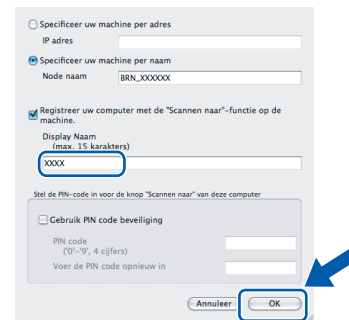 Specificeer uw machine per adres
IP adres
Specificeer uw machine per naam
Node naam BRN_XXXXXX
Registreer uw computer met de "Scannen naar"-functie op de
machine.
Display Naam
(max. 15 karakters)
XXXX
Stel de PIN-code in voor de knop "Scannen naar" van deze computer
Gebruik PIN code beveiliging
PIN code
('0'-'9', 4 cijfers)
Voer de PIN code opnieuw in
Annuleer OK